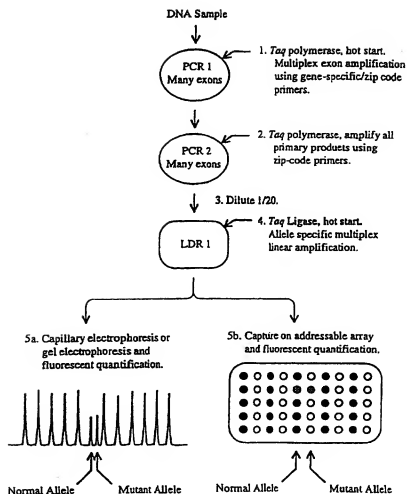 DNA Sample
PCR 1
Many exons
1. Taq polymerase, hot start.
Multiplex exon amplification
using gene-specific/zip code
primers.
PCR 2
Many exons
2. Taq polymerase, amplify all
primary products using
zip-code primers.
3. Dilute 1/20.
LDR 1
4. Taq Ligase, hot start.
Allele specific multiplex
linear amplification.
5a. Capillary electrophoresis or
gel electrophoresis and
fluorescent quantification.
5b. Capture on addressable array
and fluorescent quantification.
Normal Allele
Mutant Allele
Normal Allele
Mutant Allele